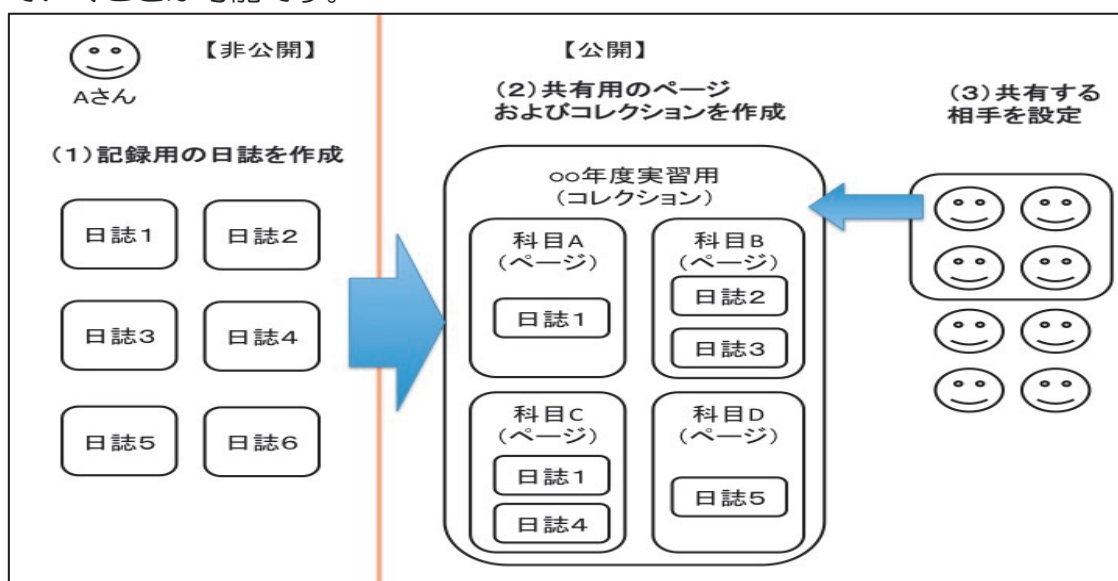 【非公開】
Aさん
(1)記録用の日誌を作成
日誌1
日誌2
日誌3
日誌4
日誌5
日誌6
【公開】
(2)共有用のページ
およびコレクションを作成
○○年度実習用
(コレクション)
科目A
(ページ)
日誌1
科目B
(ページ)
日誌2
日誌3
科目C
(ページ)
日誌1
日誌4
科目D
(ページ)
日誌5
(3)共有する
相手を設定